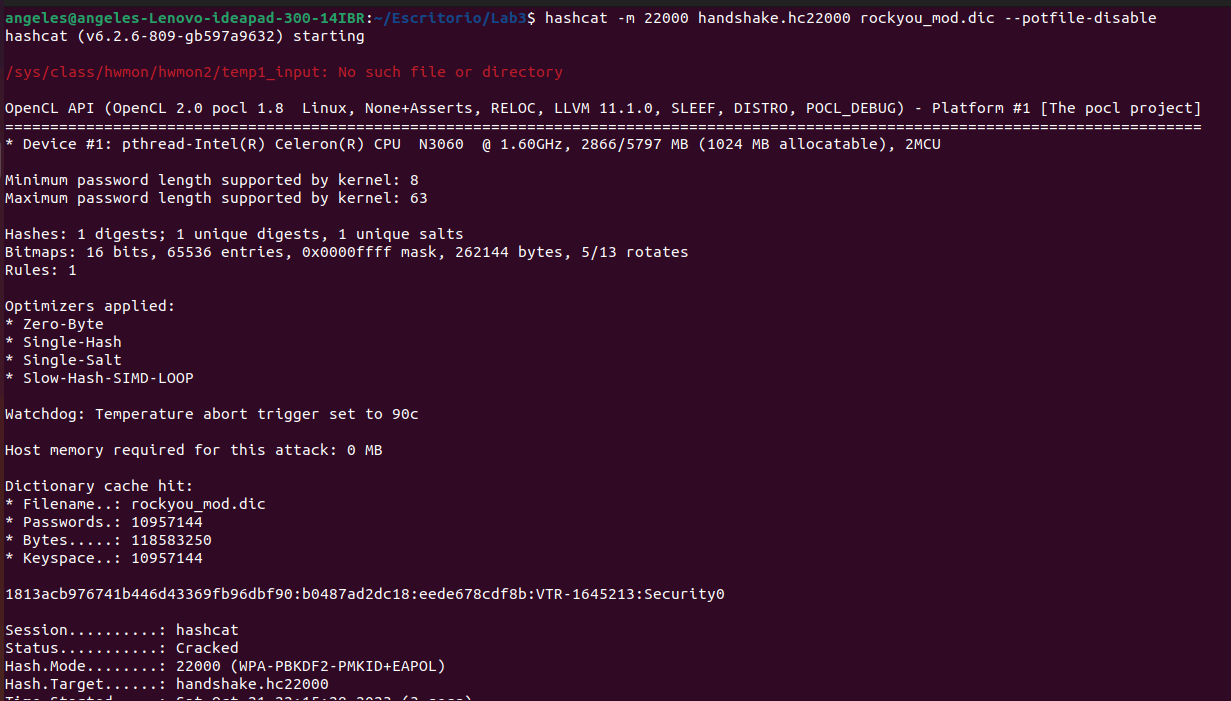 angeles@angeles-Lenovo-ideapad-300-14IBR:~/Escritorio/Lab3$ hashcat -m 22000 handshake.hc22000 rockyou_mod.dic --potfile-disable
hashcat (v6.2.6-809-gb597a9632) starting
/sys/class/hwmon/hwmon2/temp1_input: No such file or directory
OpenCL API (OpenCL 2.0 pocl 1.8  Linux, None+Asserts, RELOC, LLVM 11.1.0, SLEEF, DISTRO, POCL_DEBUG) - Platform #1 [The pocl project]
=====================================================================================================================================
* Device #1: pthread-Intel(R) Celeron(R) CPU  N3060  @ 1.60GHz, 2866/5797 MB (1024 MB allocatable), 2MCU
Minimum password length supported by kernel: 8
Maximum password length supported by kernel: 63
Hashes: 1 digests; 1 unique digests, 1 unique salts
Bitmaps: 16 bits, 65536 entries, 0x0000ffff mask, 262144 bytes, 5/13 rotates
Rules: 1
Optimizers applied:
* Zero-Byte
* Single-Hash
* Single-Salt
* Slow-Hash-SIMD-LOOP
Watchdog: Temperature abort trigger set to 90c
Host memory required for this attack: 0 MB
Dictionary cache hit:
* Filename..: rockyou_mod.dic
* Passwords.: 10957144
* Bytes.....: 118583250
* Keyspace..: 10957144
1813acb976741b446d43369fb96dbf90:b0487ad2dc18:eede678cdf8b:VTR-1645213:Security0
Session..........: hashcat
Status...........: Cracked
Hash.Mode........: 22000 (WPA-PBKDF2-PMKID+EAPOL)
Hash.Target......: handshake.hc22000